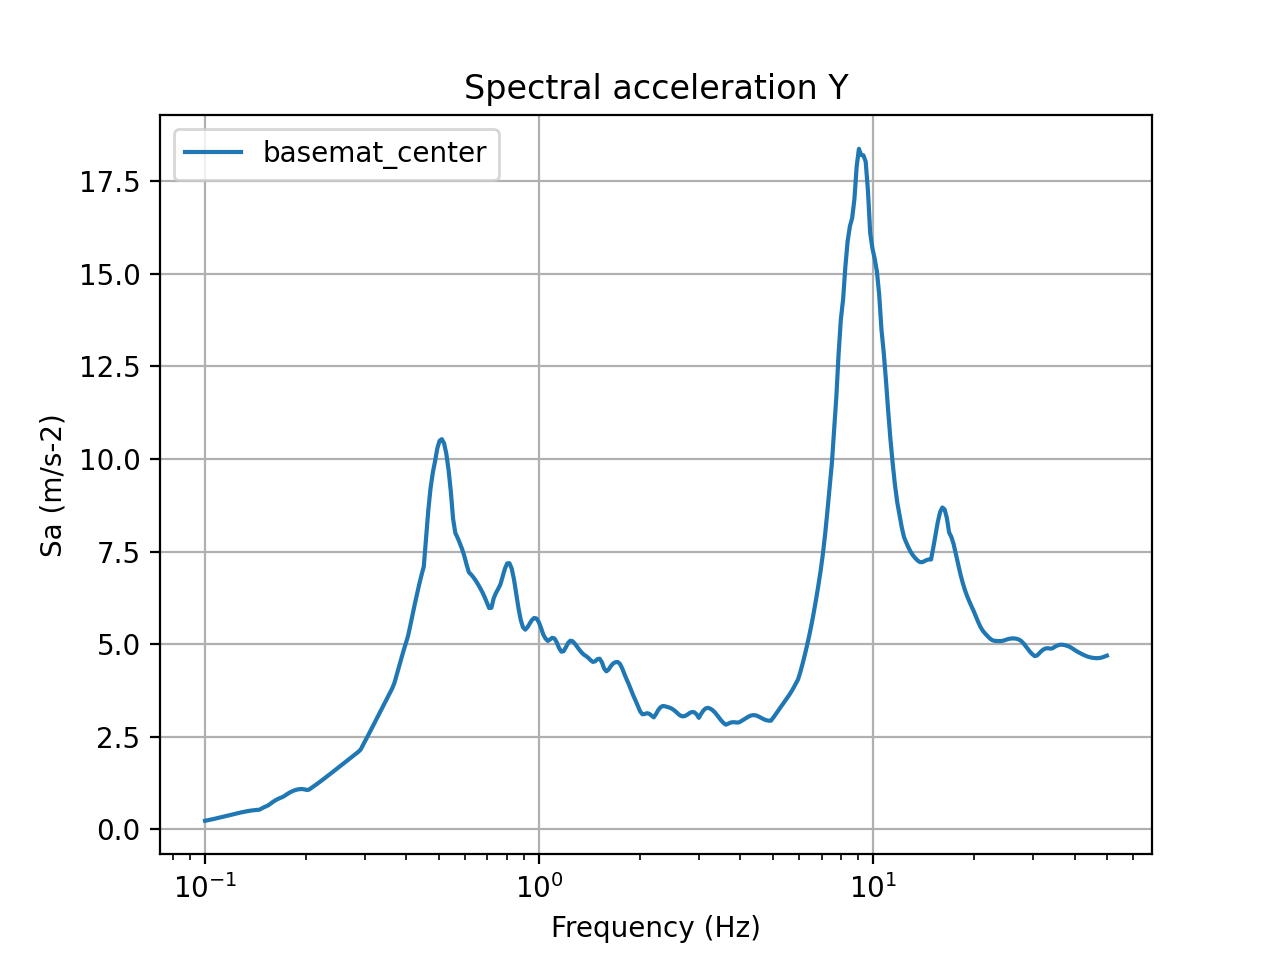 Spectral acceleration Y
basemat_center
17.5
15.0
12.5
10.0
7.5
5.0
2.5
0.0
Sa (m/s-2)
10⁻¹ 10⁰ 10¹
Frequency (Hz)